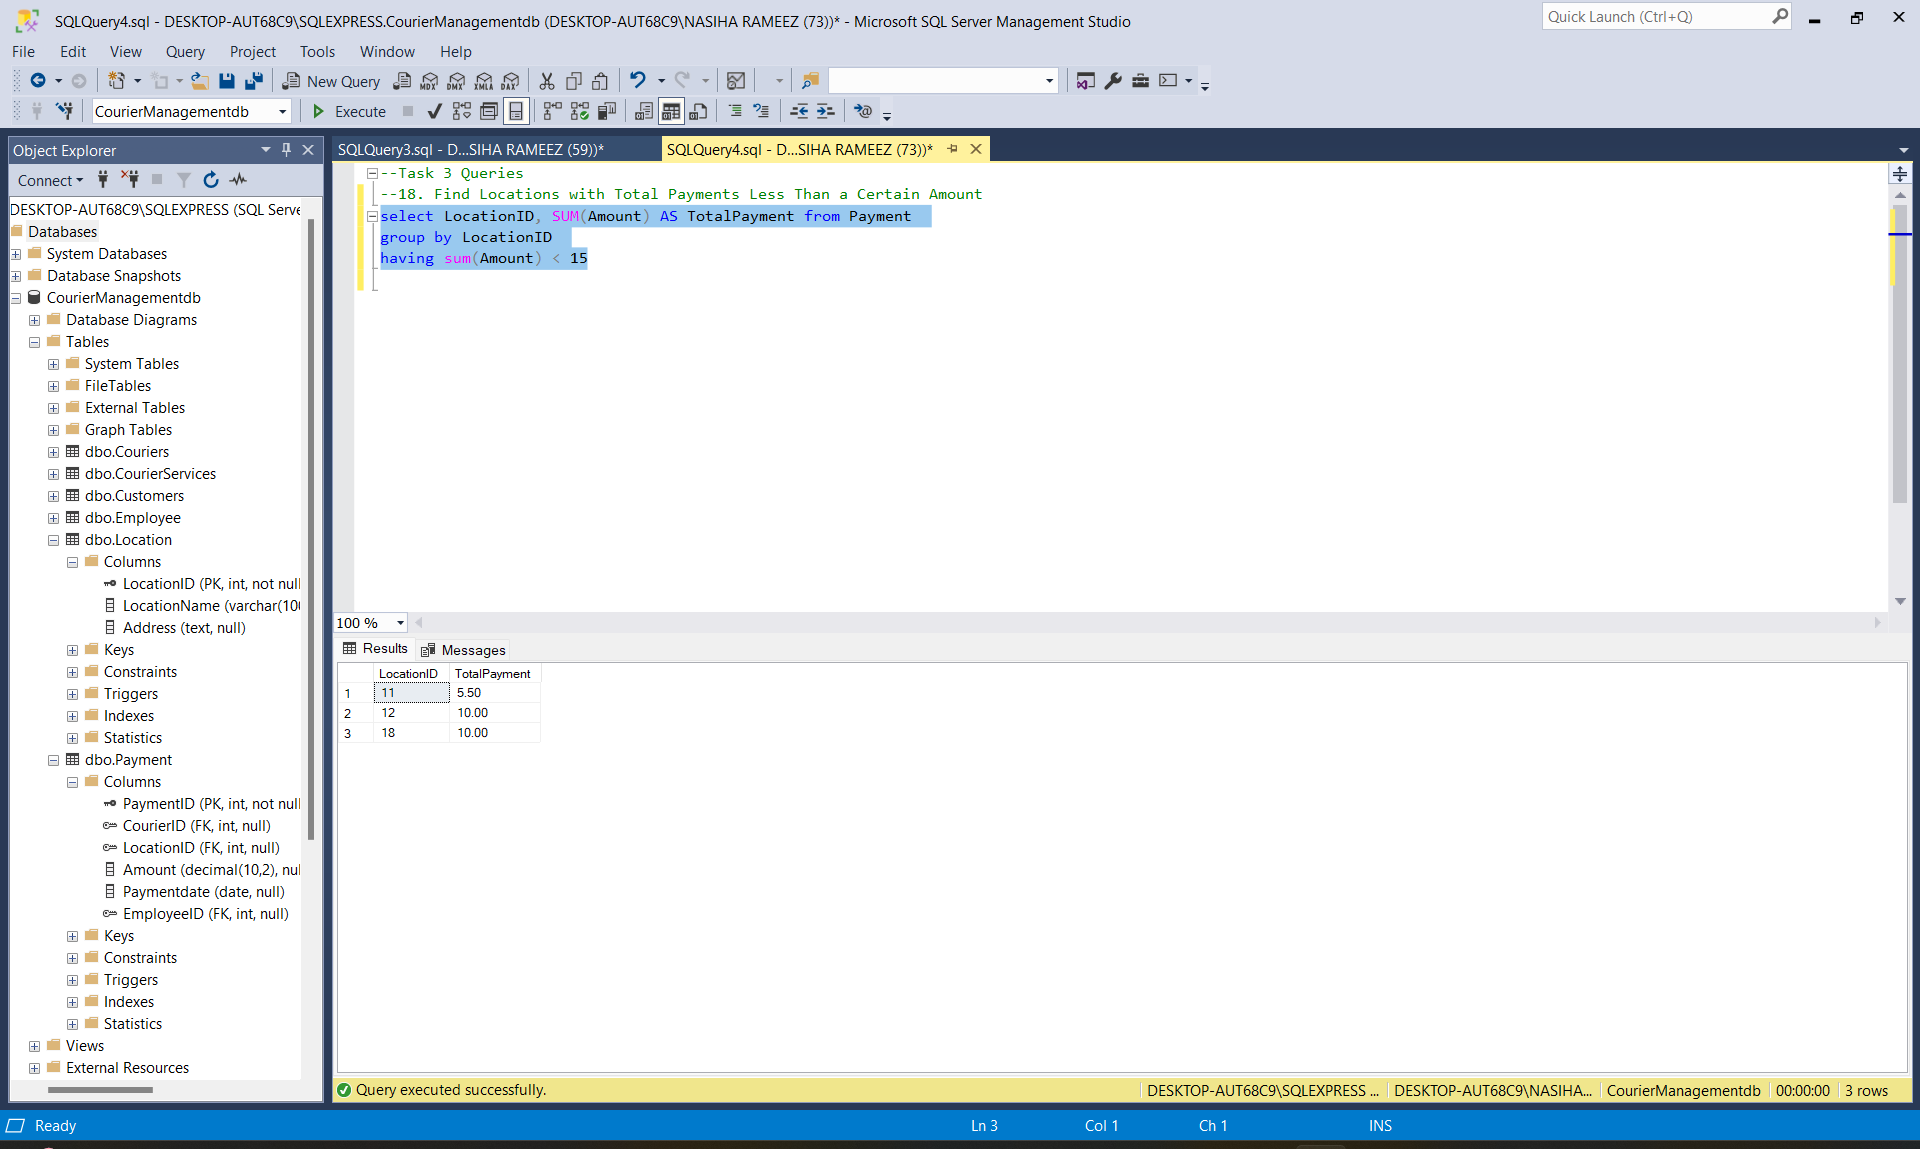 SQLQuery4.sql - DESKTOP-AUT68C9\SQLEXPRESS.CourierManagementdb (DESKTOP-AUT68C9\NASIHA RAMEEZ (73))* - Microsoft SQL Server Management Studio
Quick Launch (Ctrl+Q)
File Edit View Query Project Tools Window Help
New Query MDX DMX XMLA DAX
CourierManagementdb Execute
Object Explorer
Connect
DESKTOP-AUT68C9\SQLEXPRESS (SQL Serve
Databases
System Databases
Database Snapshots
CourierManagementdb
Database Diagrams
Tables
System Tables
FileTables
External Tables
Graph Tables
dbo.Couriers
dbo.CourierServices
dbo.Customers
dbo.Employee
dbo.Location
Columns
LocationID (PK, int, not null
LocationName (varchar(100
Address (text, null)
Keys
Constraints
Triggers
Indexes
Statistics
dbo.Payment
Columns
PaymentID (PK, int, not null
CourierID (FK, int, null)
LocationID (FK, int, null)
Amount (decimal(10,2), nul
Paymentdate (date, null)
EmployeeID (FK, int, null)
Keys
Constraints
Triggers
Indexes
Statistics
Views
External Resources
SQLQuery3.sql - D...SIHA RAMEEZ (59))*
SQLQuery4.sql - D...SIHA RAMEEZ (73))*
--Task 3 Queries
--18. Find Locations with Total Payments Less Than a Certain Amount
select LocationID, SUM(Amount) AS TotalPayment from Payment
group by LocationID
having sum(Amount) < 15
100 %
Results Messages
LocationID TotalPayment
1 11 5.50
2 12 10.00
3 18 10.00
Query executed successfully.
DESKTOP-AUT68C9\SQLEXPRESS ... DESKTOP-AUT68C9\NASIHA... CourierManagementdb 00:00:00 3 rows
Ready Ln 3 Col 1 Ch 1 INS